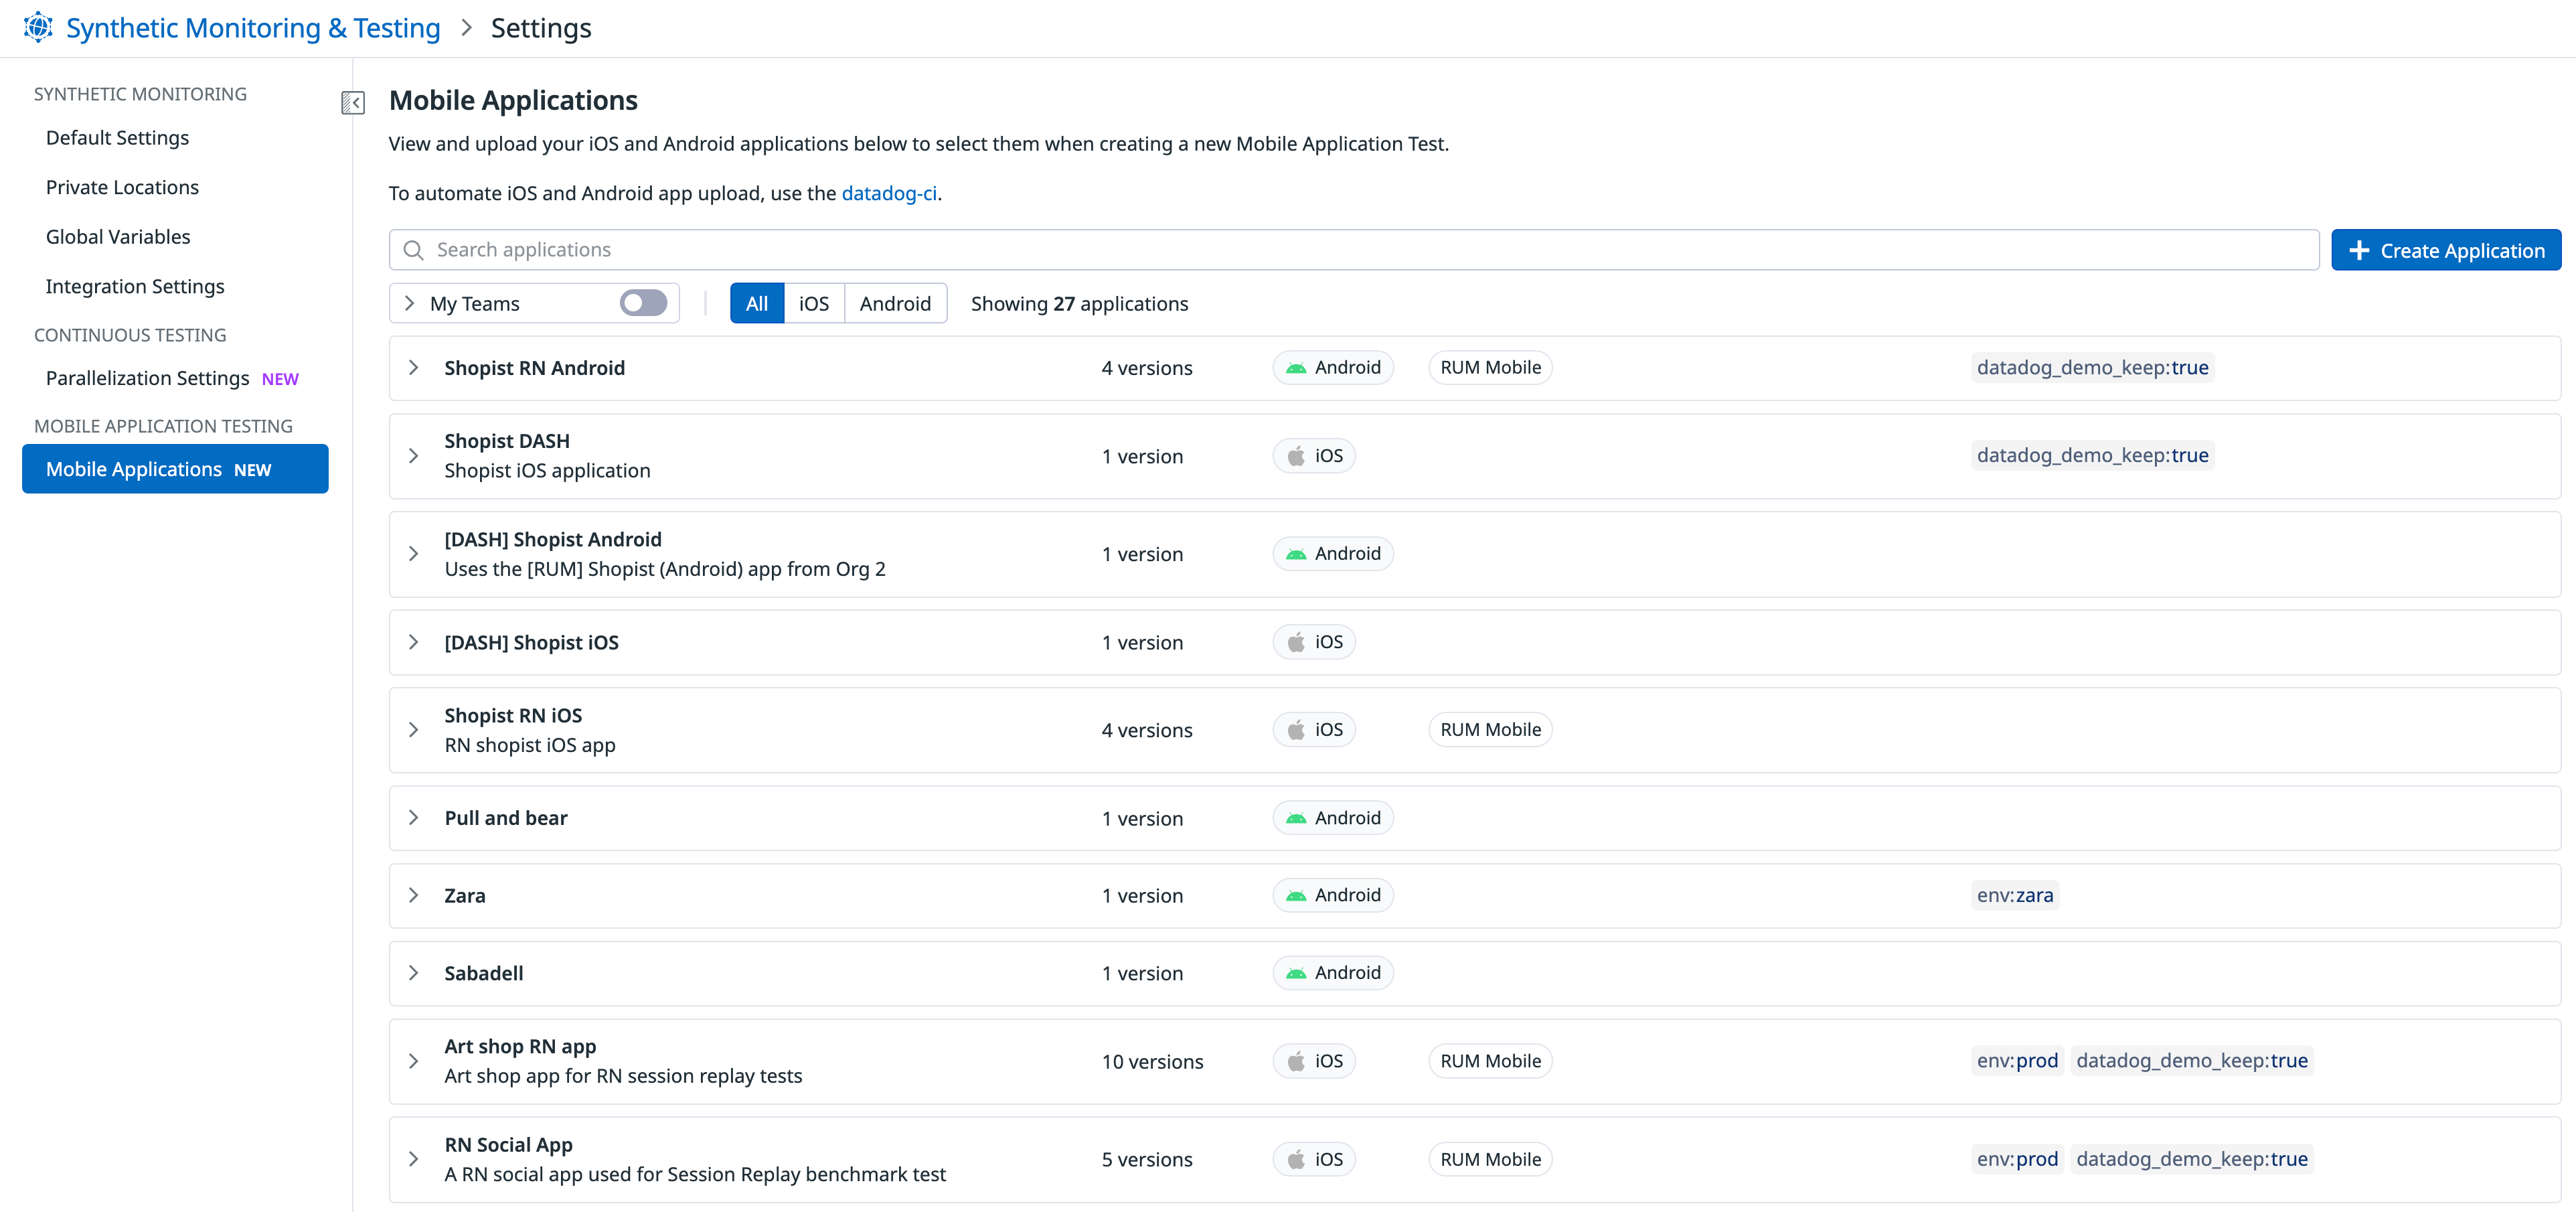 Synthetic Monitoring & Testing > Settings
SYNTHETIC MONITORING
Default Settings
Private Locations
Global Variables
Integration Settings
CONTINUOUS TESTING
Parallelization Settings NEW
MOBILE APPLICATION TESTING
Mobile Applications NEW
Mobile Applications
View and upload your iOS and Android applications below to select them when creating a new Mobile Application Test.
To automate iOS and Android app upload, use the datadog-ci.
Search applications
Create Application
My Teams
All iOS Android Showing 27 applications
Shopist RN Android 4 versions Android RUM Mobile datadog_demo_keep:true
Shopist DASH
Shopist iOS application
1 version iOS datadog_demo_keep:true
[DASH] Shopist Android
Uses the [RUM] Shopist (Android) app from Org 2
1 version Android
[DASH] Shopist iOS 1 version iOS
Shopist RN iOS
RN shopist iOS app
4 versions iOS RUM Mobile
Pull and bear 1 version Android
Zara 1 version Android env:zara
Sabadell 1 version Android
Art shop RN app
Art shop app for RN session replay tests
10 versions iOS RUM Mobile env:prod datadog_demo_keep:true
RN Social App
A RN social app used for Session Replay benchmark test
5 versions iOS RUM Mobile env:prod datadog_demo_keep:true